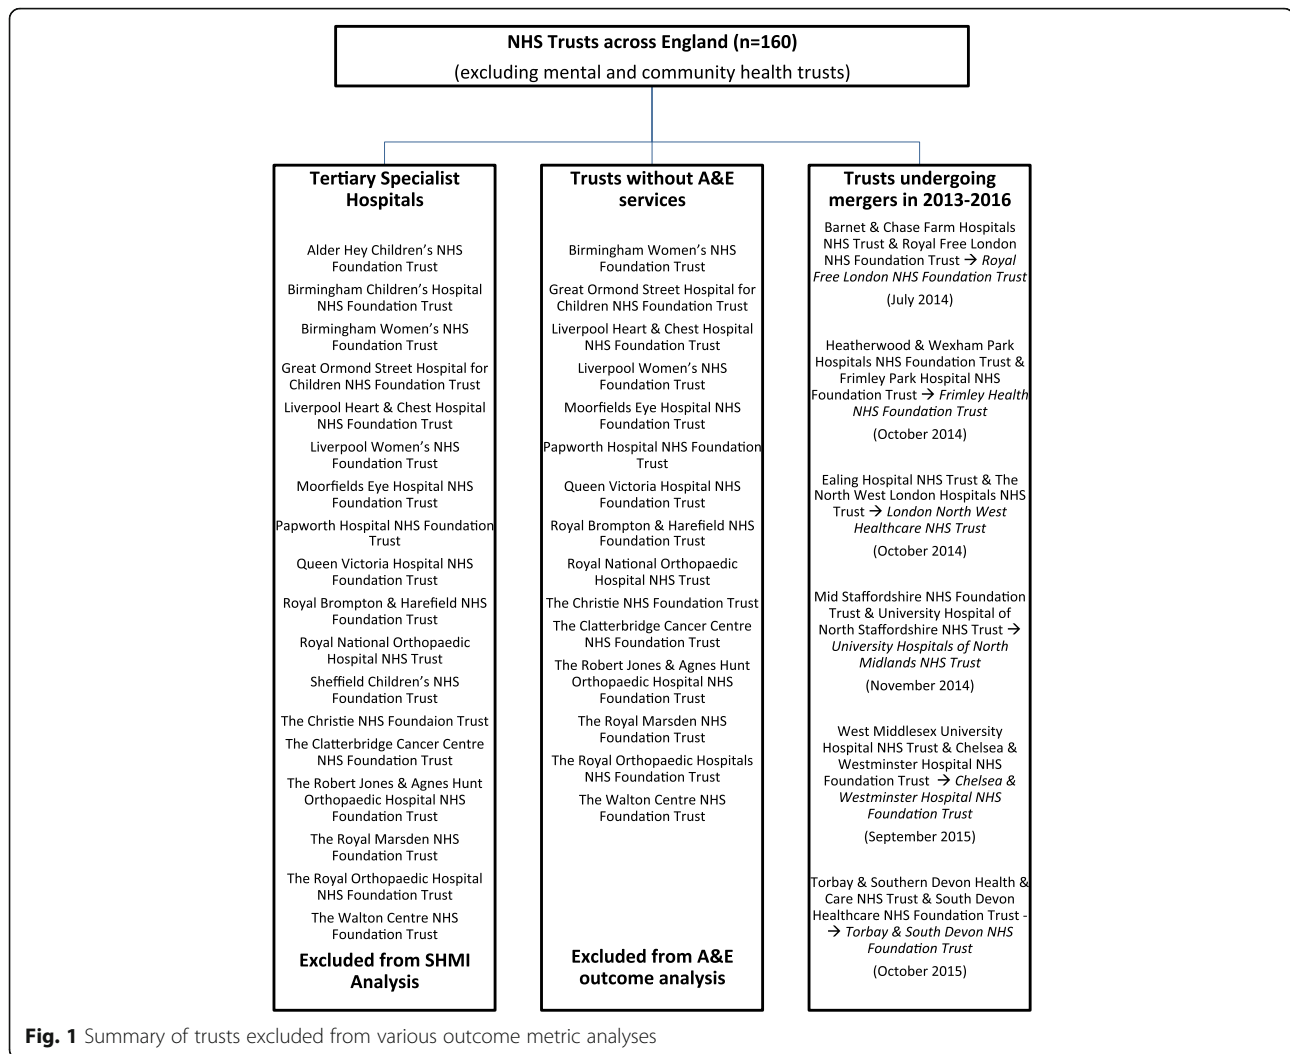 NHS Trusts across England (n=160)
(excluding mental and community health trusts)
Tertiary Specialist
Hospitals
Alder Hey Children's NHS
Foundation Trust
Birmingham Children's Hospital
NHS Foundation Trust
Birmingham Women's NHS
Foundation Trust
Great Ormond Street Hospital for
Children NHS Foundation Trust
Liverpool Heart & Chest Hospital
NHS Foundation Trust
Liverpool Women's NHS
Foundation Trust
Moorfields Eye Hospital NHS
Foundation Trust
Papworth Hospital NHS Foundation
Trust
Queen Victoria Hospital NHS
Foundation Trust
Royal Brompton & Harefield NHS
Foundation Trust
Royal National Orthopaedic
Hospital NHS Trust
Sheffield Children's NHS
Foundation Trust
The Christie NHS Foundaion Trust
The Clatterbridge Cancer Centre
NHS Foundation Trust
The Robert Jones & Agnes Hunt
Orthopaedic Hospital NHS
Foundation Trust
The Royal Marsden NHS
Foundation Trust
The Royal Orthopaedic Hospital
NHS Foundation Trust
The Walton Centre NHS
Foundation Trust
Excluded from SHMI
Analysis
Trusts without A&E
services
Birmingham Women's NHS
Foundation Trust
Great Ormond Street Hospital for
Children NHS Foundation Trust
Liverpool Heart & Chest Hospital
NHS Foundation Trust
Liverpool Women's NHS
Foundation Trust
Moorfields Eye Hospital NHS
Foundation Trust
Papworth Hospital NHS Foundation
Trust
Queen Victoria Hospital NHS
Foundation Trust
Royal Brompton & Harefield NHS
Foundation Trust
Royal National Orthopaedic
Hospital NHS Trust
The Christie NHS Foundation Trust
The Clatterbridge Cancer Centre
NHS Foundation Trust
The Robert Jones & Agnes Hunt
Orthopaedic Hospital NHS
Foundation Trust
The Royal Marsden NHS
Foundation Trust
The Royal Orthopaedic Hospitals
NHS Foundation Trust
The Walton Centre NHS
Foundation Trust
Excluded from A&E
outcome analysis
Trusts undergoing
mergers in 2013-2016
Barnet & Chase Farm Hospitals
NHS Trust & Royal Free London
NHS Foundation Trust → Royal
Free London NHS Foundation Trust
(July 2014)
Heatherwood & Wexham Park
Hospitals NHS Foundation Trust &
Frimley Park Hospital NHS
Foundation Trust → Frimley Health
NHS Foundation Trust
(October 2014)
Ealing Hospital NHS Trust & The
North West London Hospitals NHS
Trust → London North West
Healthcare NHS Trust
(October 2014)
Mid Staffordshire NHS Foundation
Trust & University Hospital of
North Staffordshire NHS Trust →
University Hospitals of North
Midlands NHS Trust
(November 2014)
West Middlesex University
Hospital NHS Trust & Chelsea &
Westminster Hospital NHS
Foundation Trust → Chelsea &
Westminster Hospital NHS
Foundation Trust
(September 2015)
Torbay & Southern Devon Health &
Care NHS Trust & South Devon
Healthcare NHS Foundation Trust -
→ Torbay & South Devon NHS
Foundation Trust
(October 2015)
Fig. 1 Summary of trusts excluded from various outcome metric analyses